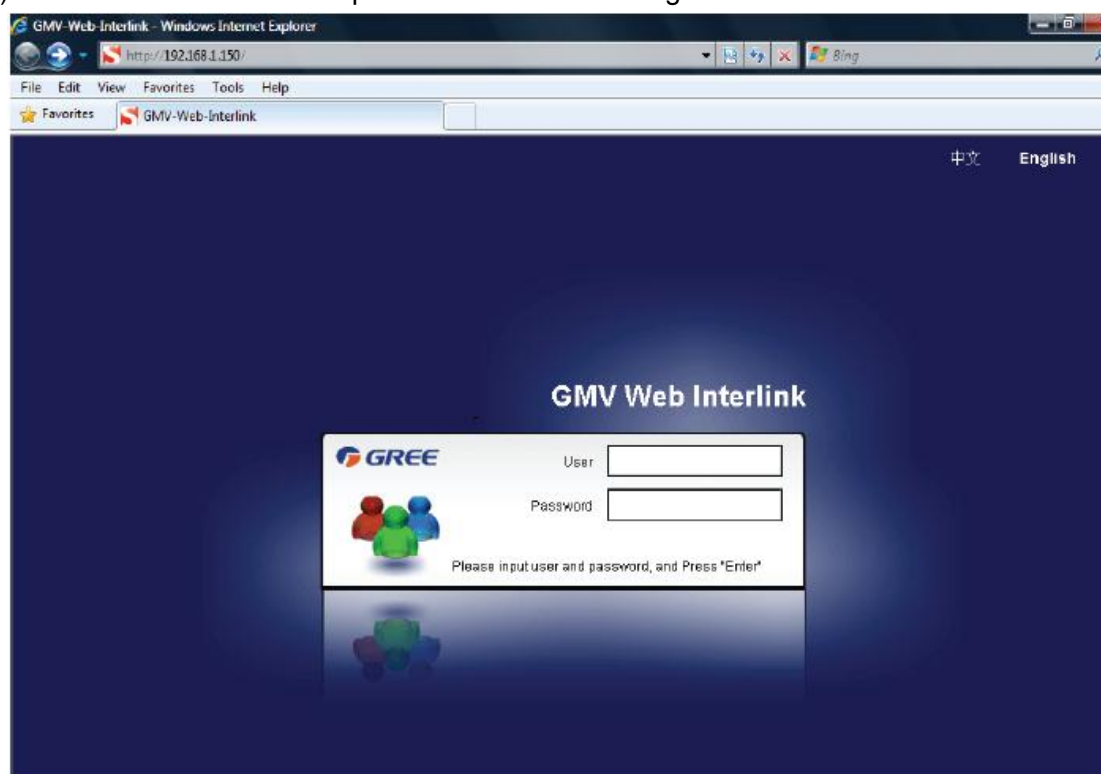 GMV-Web-Interlink - Windows Internet Explorer
http://192.168.1.150/
Bing
File Edit View Favorites Tools Help
Favorites GMV-Web-Interlink
中文 English
GMV Web Interlink
GREE
User
Password
Please input user and password, and Press "Enter"